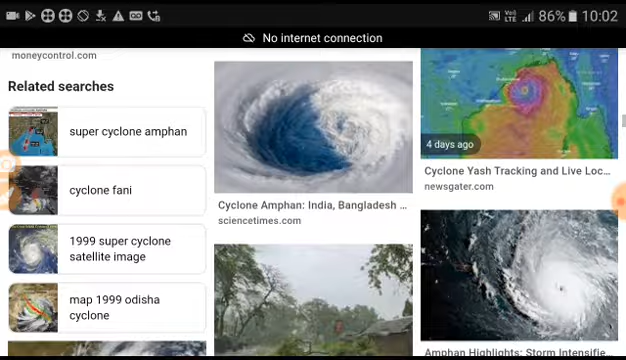 86% 10:02
No internet connection
moneycontrol.com
Related searches
super cyclone amphan
cyclone fani
1999 super cyclone
satellite image
map 1999 odisha
cyclone
Cyclone Amphan: India, Bangladesh ...
sciencetimes.com
4 days ago
Cyclone Yash Tracking and Live Loc...
newsgater.com
Amphan Highlights: Storm Intensifie...